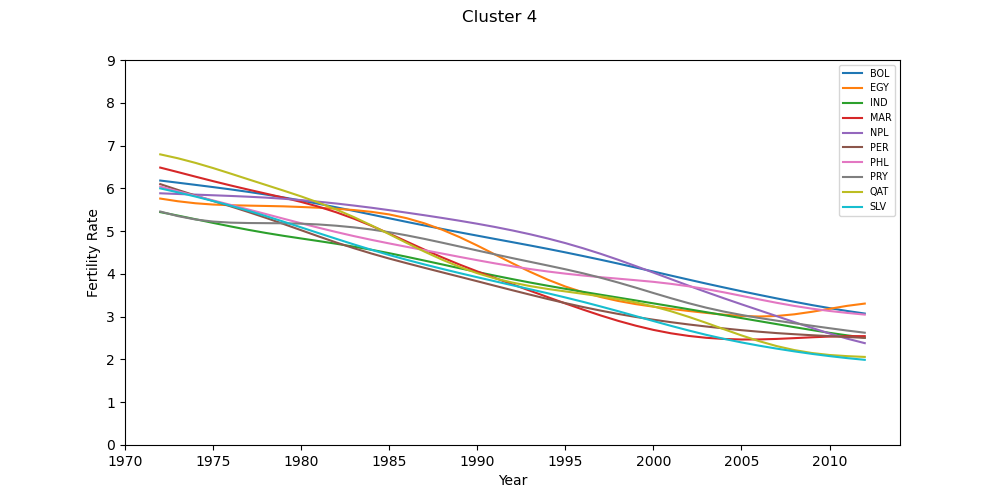 Cluster 4
9
8
7
6
5
4
3
2
1
0
Fertility Rate
1970 1975 1980 1985 1990 1995 2000 2005 2010
Year
BOL
EGY
IND
MAR
NPL
PER
PHL
PRY
QAT
SLV